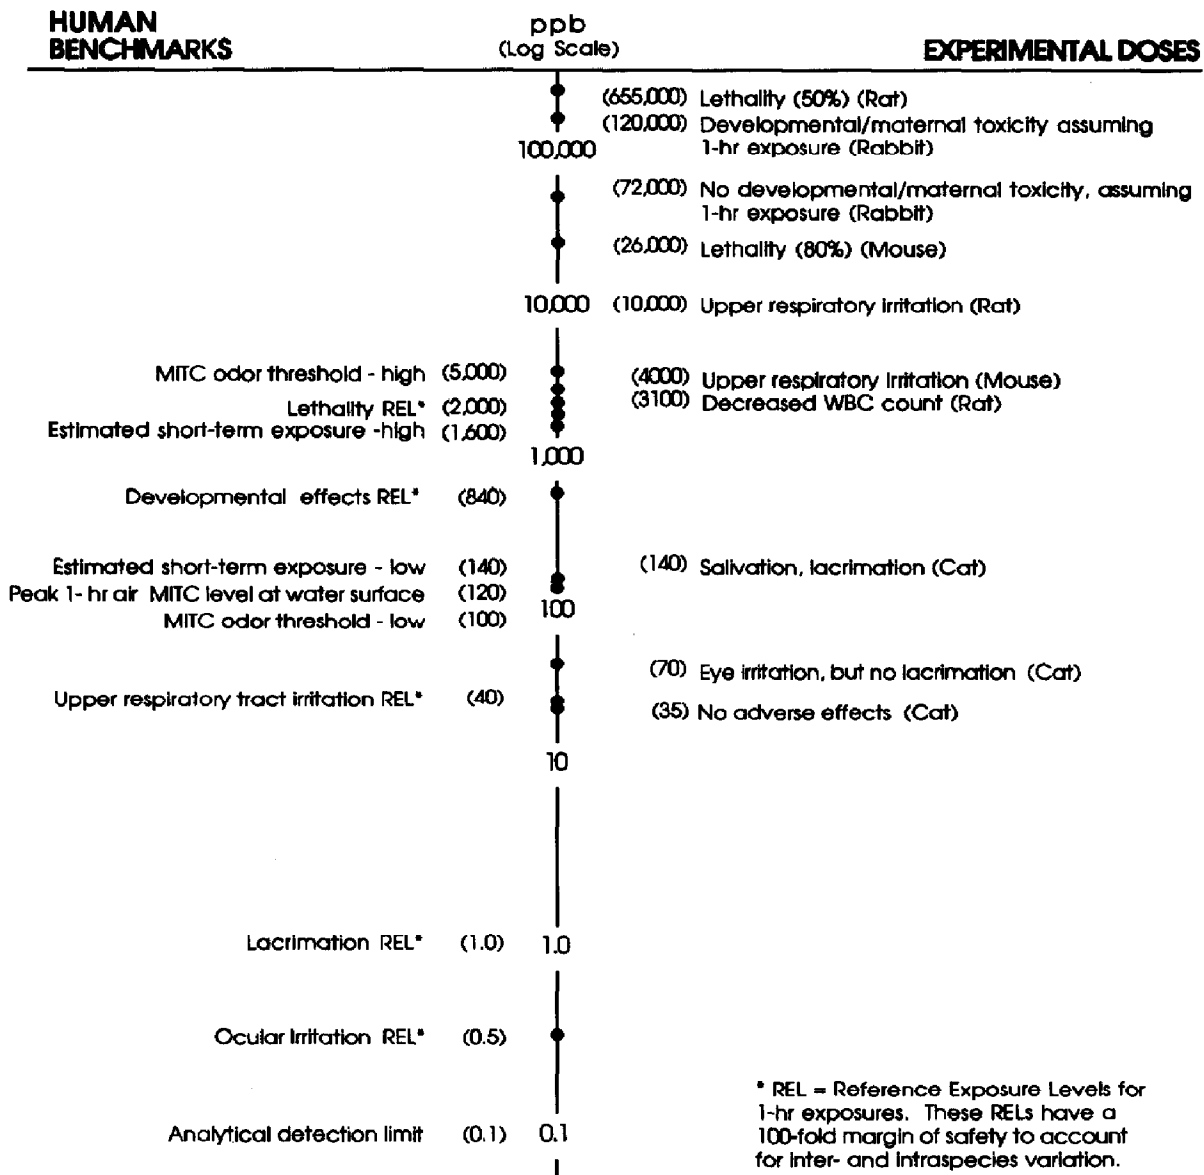 HUMAN
BENCHMARKS
ppb
(Log Scale)
EXPERIMENTAL DOSES
(655,000) Lethality (50%) (Rat)
(120,000) Developmental/maternal toxicity assuming
1-hr exposure (Rabbit)
100,000
(72,000) No developmental/maternal toxicity, assuming
1-hr exposure (Rabbit)
(26,000) Lethality (80%) (Mouse)
10,000 (10,000) Upper respiratory irritation (Rat)
MITC odor threshold - high (5,000)
(4000) Upper respiratory Irritation (Mouse)
Lethality REL* (2,000)
(3100) Decreased WBC count (Rat)
Estimated short-term exposure -high (1,600)
1,000
Developmental effects REL* (840)
Estimated short-term exposure - low (140)
(140) Salivation, lacrimation (Cat)
Peak 1- hr air MITC level at water surface (120)
100
MITC odor threshold - low (100)
(70) Eye irritation, but no lacrimation (Cat)
Upper respiratory tract irritation REL* (40)
(35) No adverse effects (Cat)
10
Lacrimation REL* (1.0) 1.0
Ocular Irritation REL* (0.5)
* REL = Reference Exposure Levels for
1-hr exposures. These RELs have a
100-fold margin of safety to account
for inter- and intraspecies variation.
Analytical detection limit (0.1) 0.1